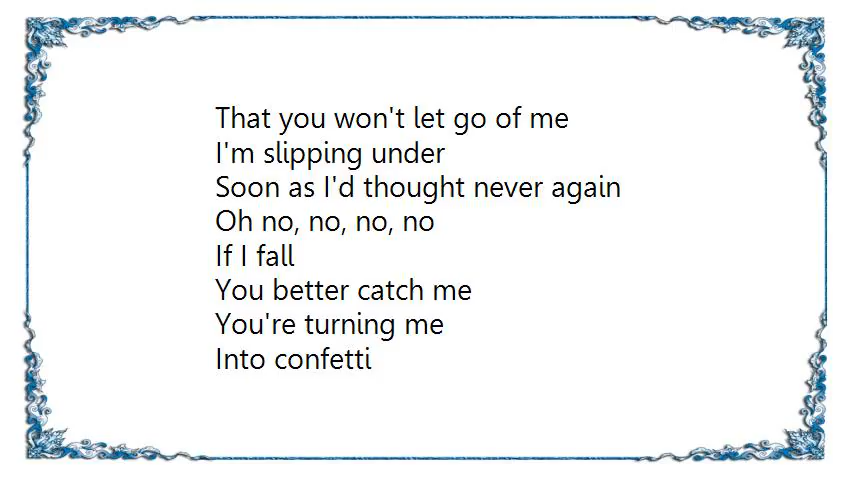 That you won't let go of me
I'm slipping under
Soon as I'd thought never again
Oh no, no, no, no
If I fall
You better catch me
You're turning me
Into confetti